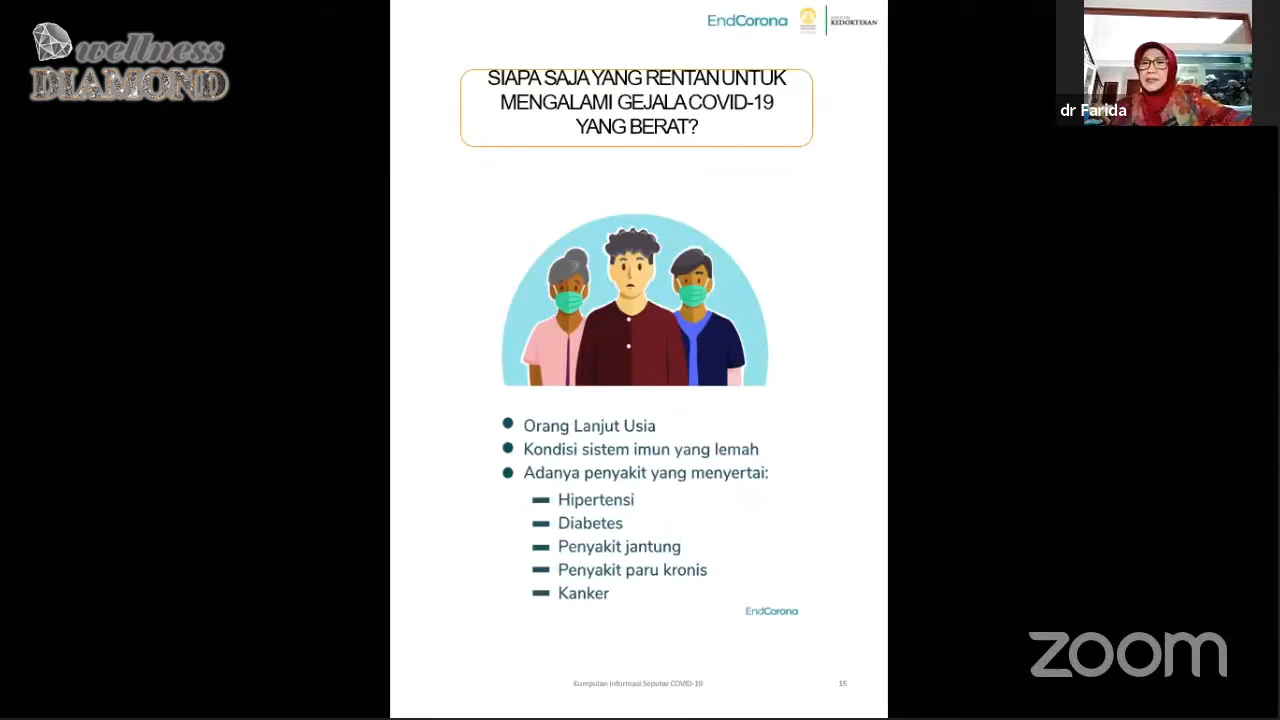 wellness
DIAMOND
EndCorona
KEDOKTERAN
dr Farida
SIAPA SAJA YANG RENTAN UNTUK
MENGALAMI GEJALA COVID-19
YANG BERAT?
Orang Lanjut Usia
Kondisi sistem imun yang lemah
Adanya penyakit yang menyertai:
Hipertensi
Diabetes
Penyakit jantung
Penyakit paru kronis
Kanker
EndCorona
Kumpulan Informasi Seputar COVID-19
15
zoom